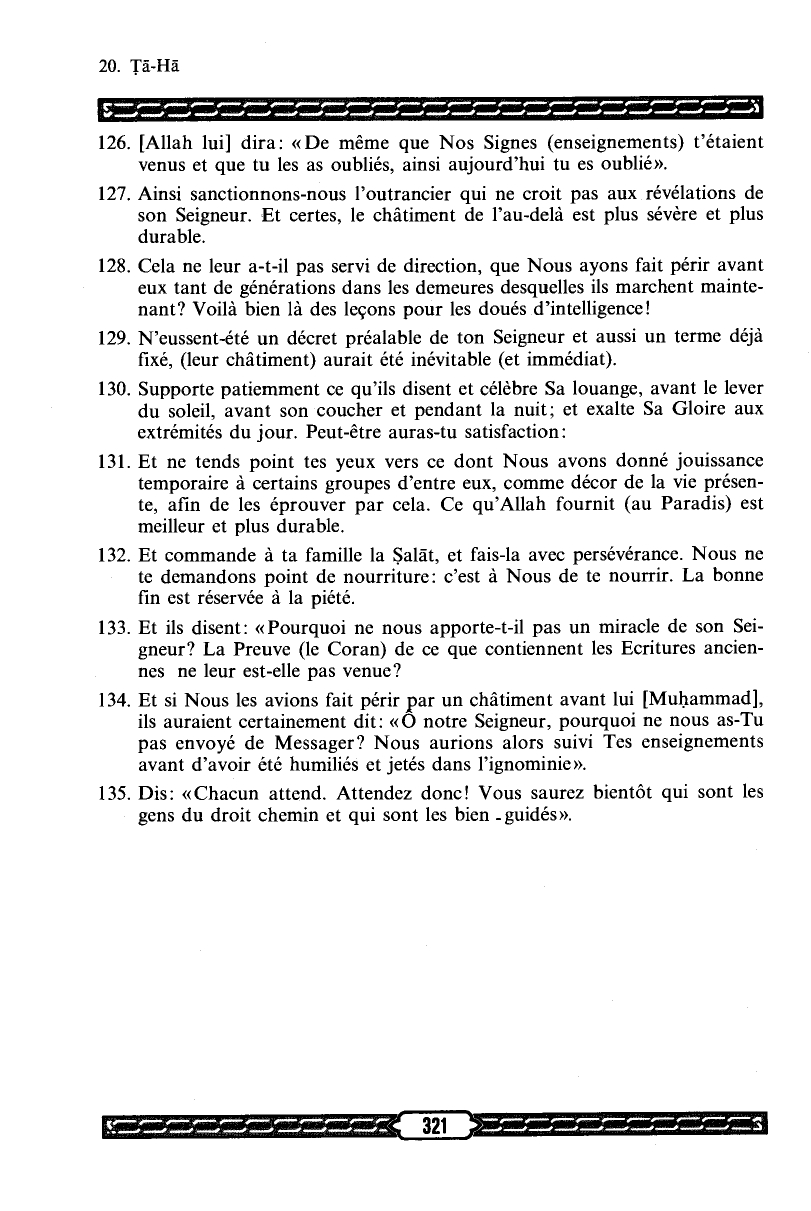 20. Ṭā-Hā
126. [Allah lui] dira: «De même que Nos Signes (enseignements) t’étaient
venus et que tu les as oubliés, ainsi aujourd’hui tu es oublié».
127. Ainsi sanctionnons-nous l’outrancier qui ne croit pas aux révélations de
son Seigneur. Et certes, le châtiment de l’au-delà est plus sévère et plus
durable.
128. Cela ne leur a-t-il pas servi de direction, que Nous ayons fait périr avant
eux tant de générations dans les demeures desquelles ils marchent mainte-
nant? Voilà bien là des leçons pour les doués d’intelligence!
129. N’eussent-été un décret préalable de ton Seigneur et aussi un terme déjà
fixé, (leur châtiment) aurait été inévitable (et immédiat).
130. Supporte patiemment ce qu’ils disent et célèbre Sa louange, avant le lever
du soleil, avant son coucher et pendant la nuit; et exalte Sa Gloire aux
extrémités du jour. Peut-être auras-tu satisfaction:
131. Et ne tends point tes yeux vers ce dont Nous avons donné jouissance
temporaire à certains groupes d’entre eux, comme décor de la vie présen-
te, afin de les éprouver par cela. Ce qu’Allah fournit (au Paradis) est
meilleur et plus durable.
132. Et commande à ta famille la Ṣalāt, et fais-la avec persévérance. Nous ne
te demandons point de nourriture: c’est à Nous de te nourrir. La bonne
fin est réservée à la piété.
133. Et ils disent: «Pourquoi ne nous apporte-t-il pas un miracle de son Sei-
gneur? La Preuve (le Coran) de ce que contiennent les Ecritures ancien-
nes ne leur est-elle pas venue?
134. Et si Nous les avions fait périr par un châtiment avant lui [Muḥammad],
ils auraient certainement dit: «Ô notre Seigneur, pourquoi ne nous as-Tu
pas envoyé de Messager? Nous aurions alors suivi Tes enseignements
avant d’avoir été humiliés et jetés dans l’ignominie».
135. Dis: «Chacun attend. Attendez donc! Vous saurez bientôt qui sont les
gens du droit chemin et qui sont les bien - guidés».
321